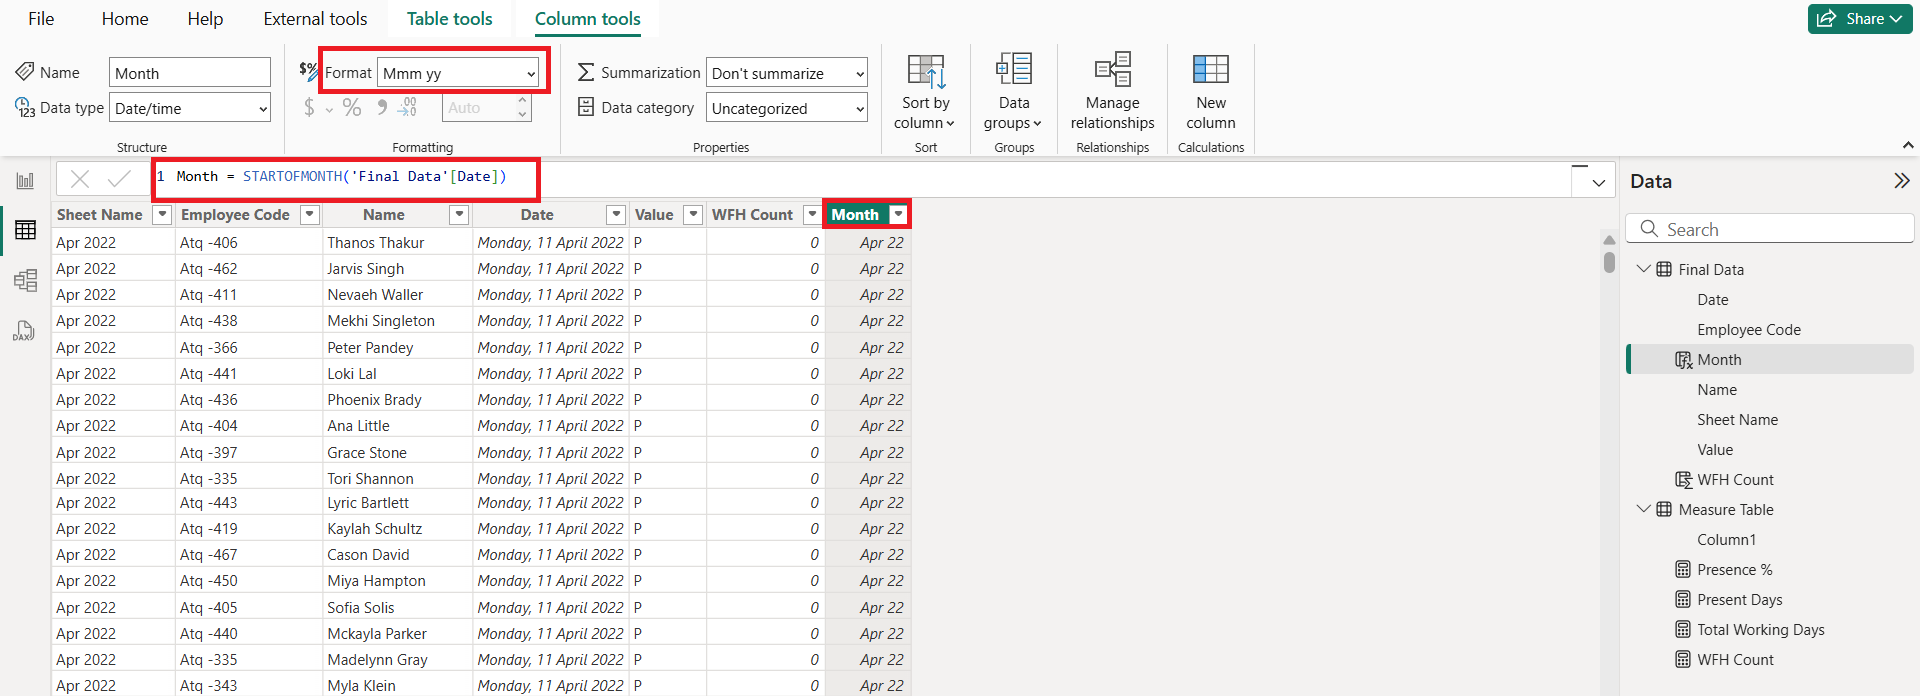 File Home Help External tools Table tools Column tools Share
Name Month $% Format Mmm yy Summarization Don't summarize
123 Data type Date/time $ % .00 Auto Data category Uncategorized
Sort by column Data groups Manage relationships New column
Structure Formatting Properties Sort Groups Relationships Calculations
1 Month = STARTOFMONTH('Final Data'[Date])
Sheet Name Employee Code Name Date Value WFH Count Month
Apr 2022 Atq -406 Thanos Thakur Monday, 11 April 2022 P 0 Apr 22
Apr 2022 Atq -462 Jarvis Singh Monday, 11 April 2022 P 0 Apr 22
Apr 2022 Atq -411 Nevaeh Waller Monday, 11 April 2022 P 0 Apr 22
Apr 2022 Atq -438 Mekhi Singleton Monday, 11 April 2022 P 0 Apr 22
Apr 2022 Atq -366 Peter Pandey Monday, 11 April 2022 P 0 Apr 22
Apr 2022 Atq -441 Loki Lal Monday, 11 April 2022 P 0 Apr 22
Apr 2022 Atq -436 Phoenix Brady Monday, 11 April 2022 P 0 Apr 22
Apr 2022 Atq -404 Ana Little Monday, 11 April 2022 P 0 Apr 22
Apr 2022 Atq -397 Grace Stone Monday, 11 April 2022 P 0 Apr 22
Apr 2022 Atq -335 Tori Shannon Monday, 11 April 2022 P 0 Apr 22
Apr 2022 Atq -443 Lyric Bartlett Monday, 11 April 2022 P 0 Apr 22
Apr 2022 Atq -419 Kaylah Schultz Monday, 11 April 2022 P 0 Apr 22
Apr 2022 Atq -467 Cason David Monday, 11 April 2022 P 0 Apr 22
Apr 2022 Atq -450 Miya Hampton Monday, 11 April 2022 P 0 Apr 22
Apr 2022 Atq -405 Sofia Solis Monday, 11 April 2022 P 0 Apr 22
Apr 2022 Atq -440 Mckayla Parker Monday, 11 April 2022 P 0 Apr 22
Apr 2022 Atq -335 Madelynn Gray Monday, 11 April 2022 P 0 Apr 22
Apr 2022 Atq -343 Myla Klein Monday, 11 April 2022 P 0 Apr 22
DAX
Data
Search
Final Data
Date
Employee Code
Month
Name
Sheet Name
Value
WFH Count
Measure Table
Column1
Presence %
Present Days
Total Working Days
WFH Count